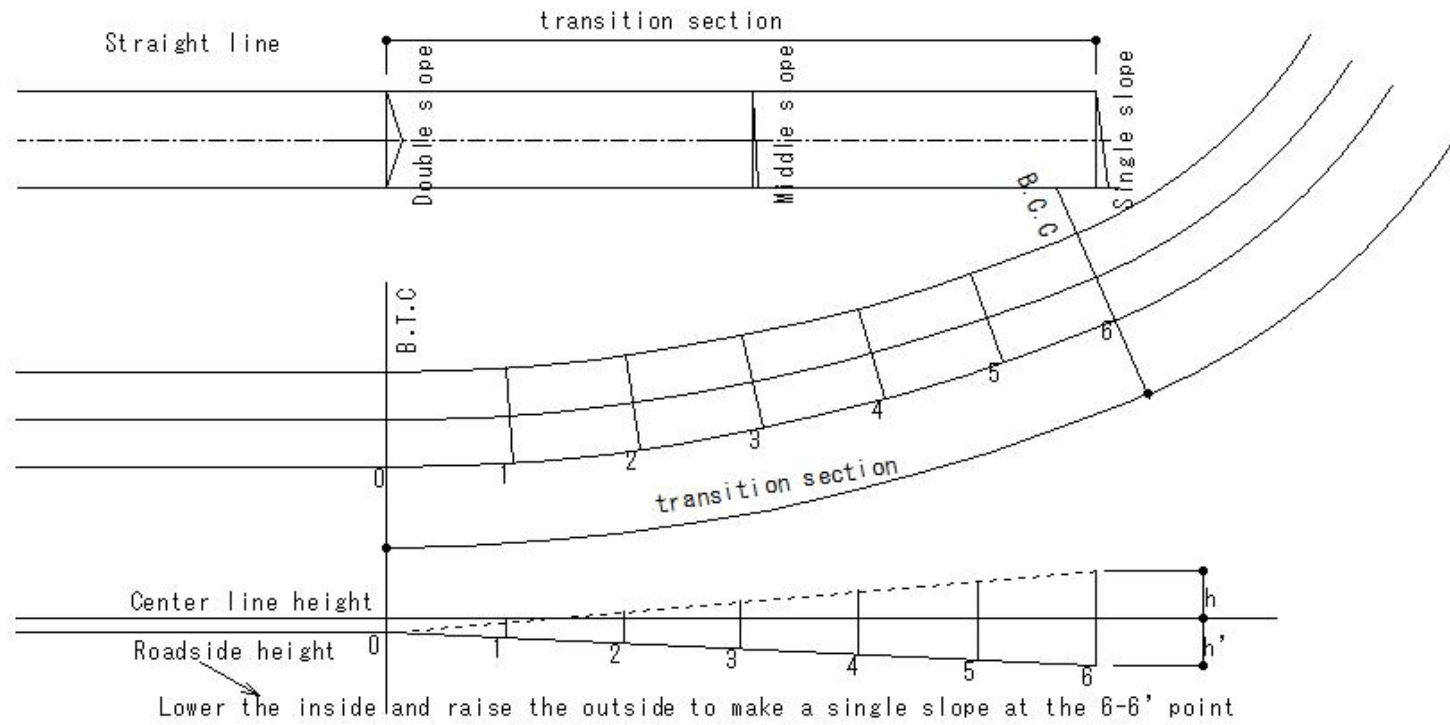 transition section
Straight line
Double slope
Middle slope
Single slope
B.C.C
B.T.C
0
1
2
3
4
5
6
transition section
Center line height
Roadside height
0
1
2
3
4
5
6
h
h'
Lower the inside and raise the outside to make a single slope at the 6-6' point